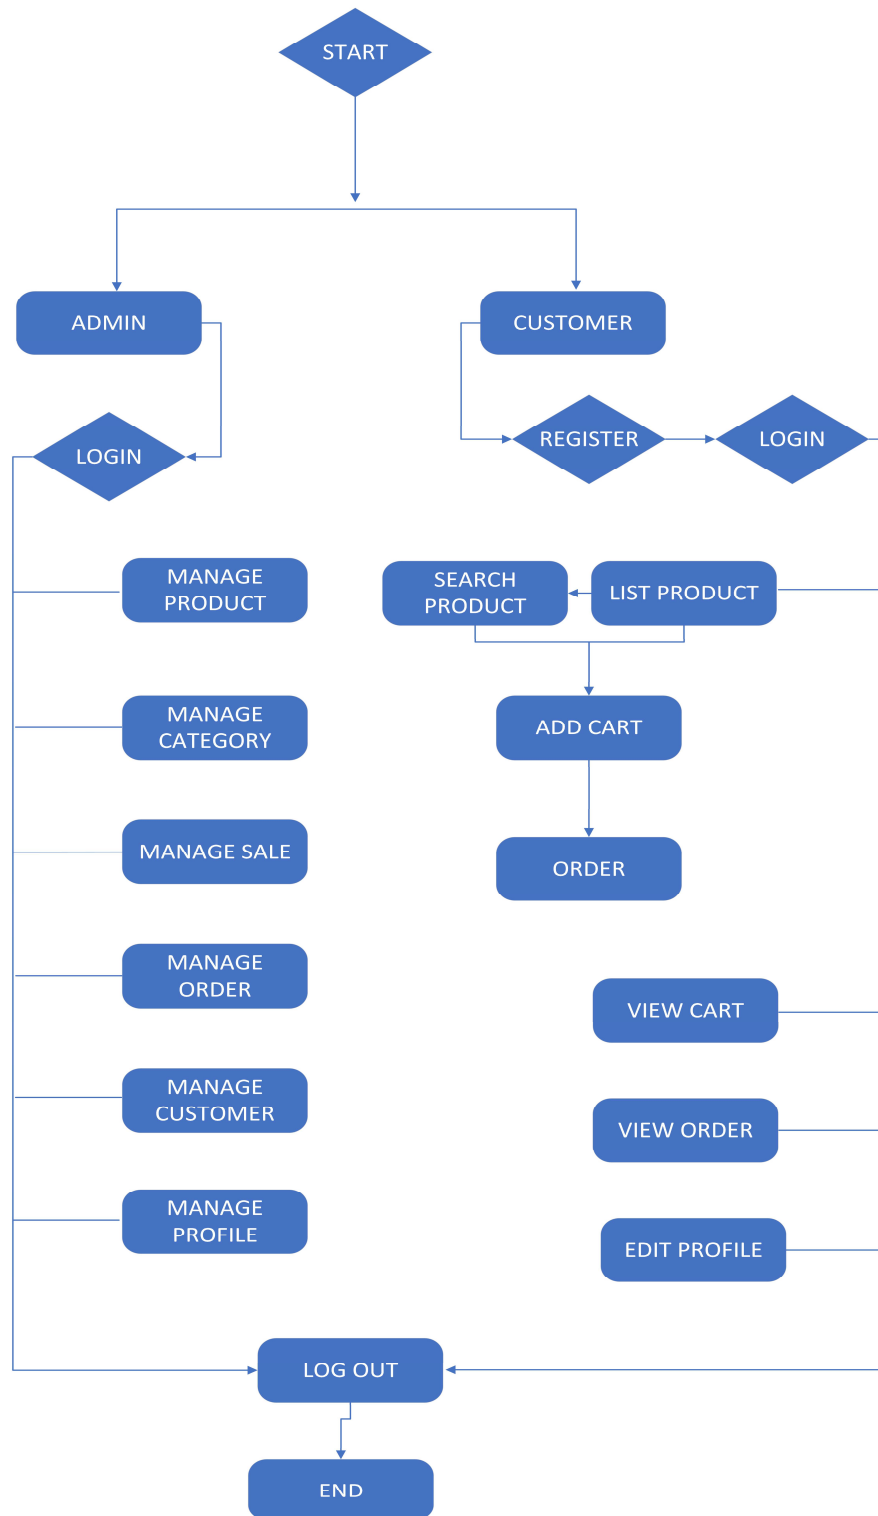 START
ADMIN
CUSTOMER
LOGIN
REGISTER
LOGIN
MANAGE
PRODUCT
SEARCH
PRODUCT
LIST PRODUCT
MANAGE
CATEGORY
ADD CART
MANAGE SALE
ORDER
MANAGE
ORDER
VIEW CART
MANAGE
CUSTOMER
VIEW ORDER
MANAGE
PROFILE
EDIT PROFILE
LOG OUT
END